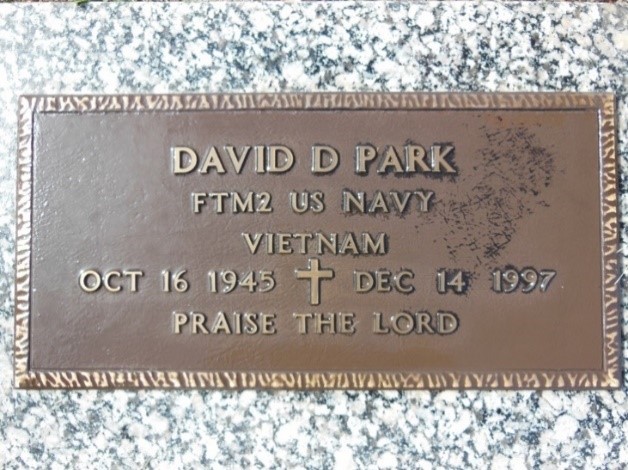 DAVID D PARK
FTM2 US NAVY
VIETNAM
OCT 16 1945 ✝ DEC 14 1997
PRAISE THE LORD